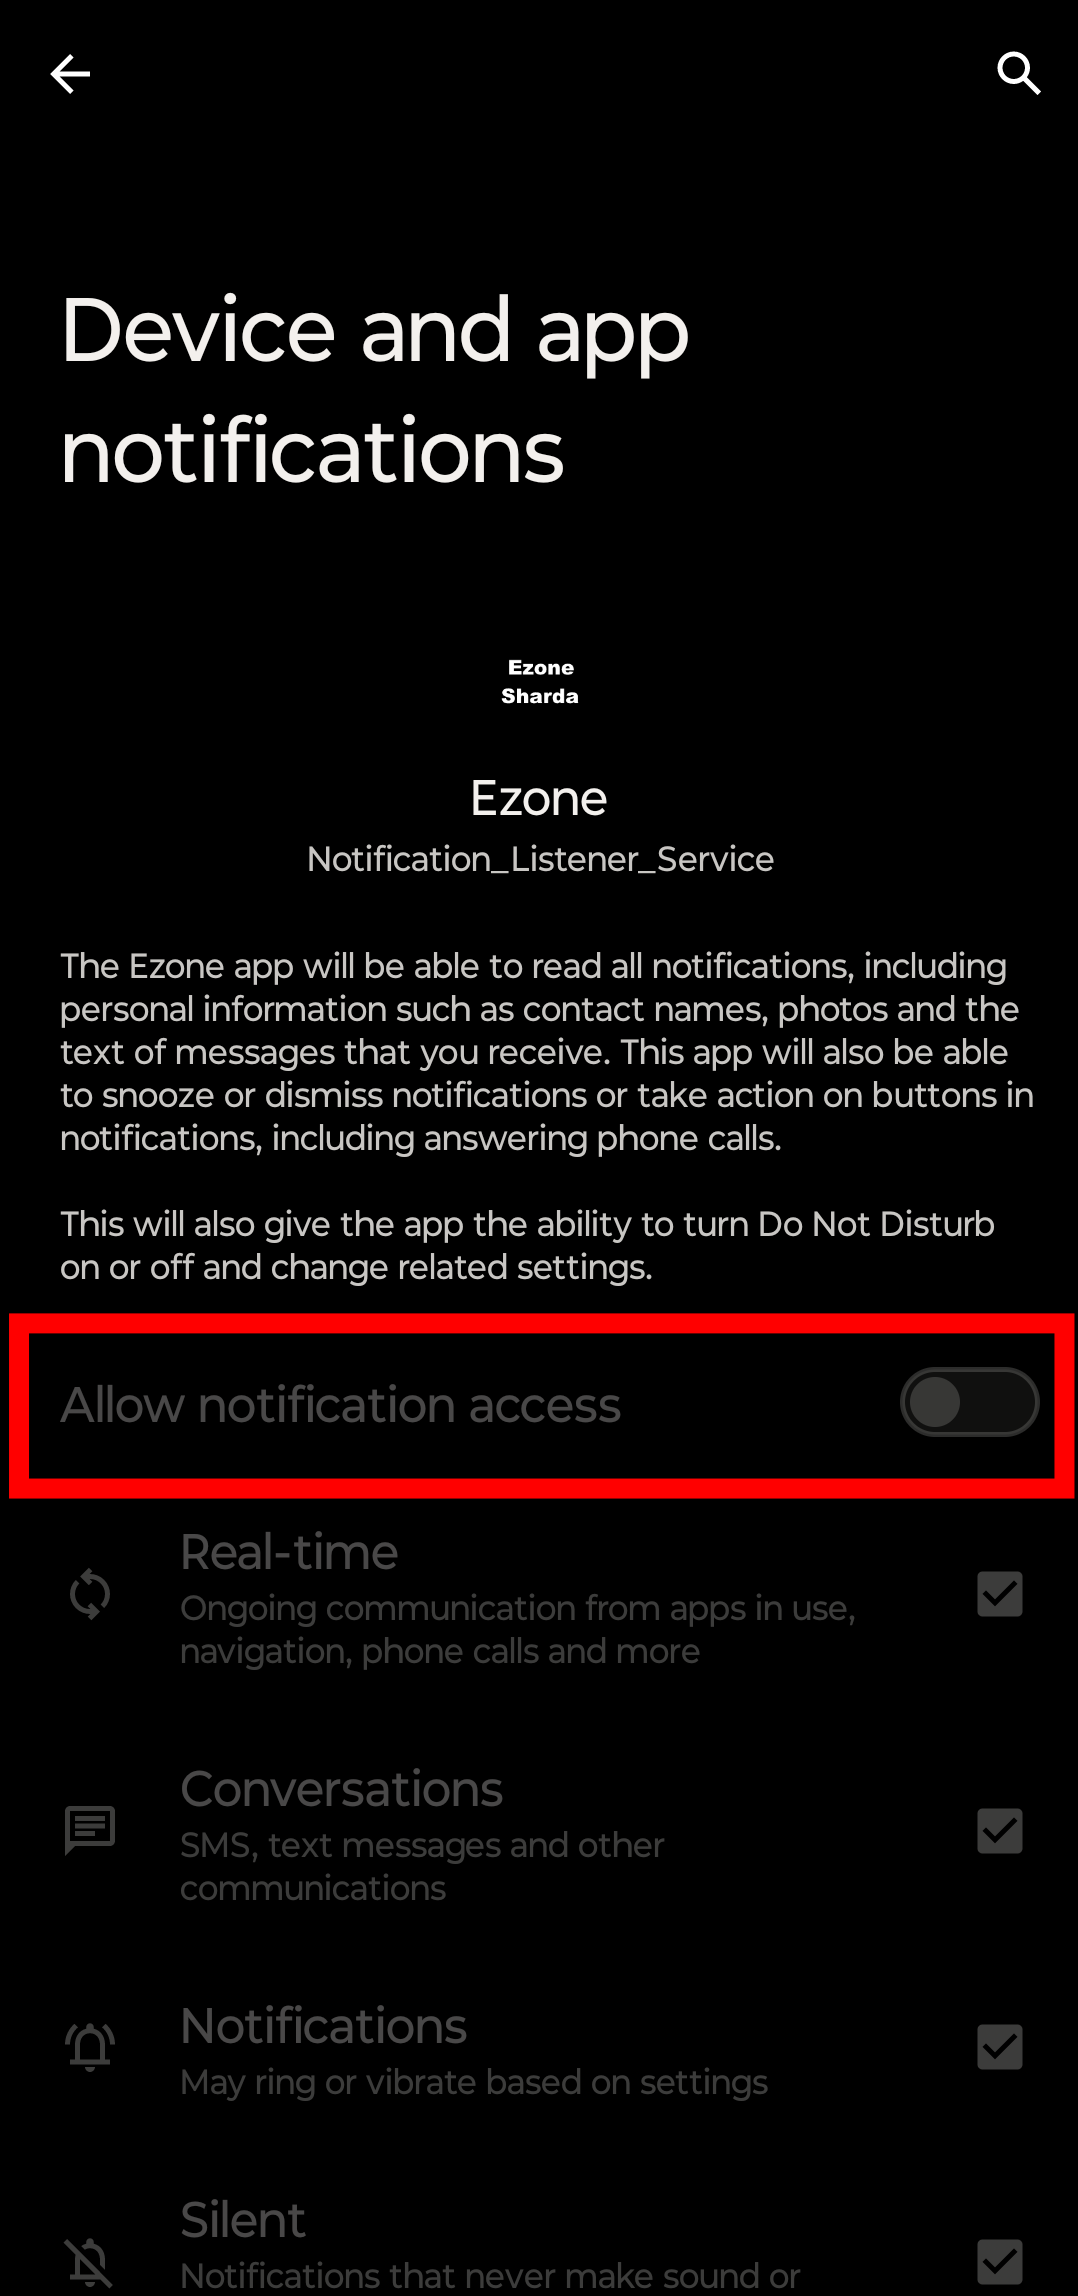 Device and app
notifications
Ezone
Sharda
Ezone
Notification_Listener_Service
The Ezone app will be able to read all notifications, including
personal information such as contact names, photos and the
text of messages that you receive. This app will also be able
to snooze or dismiss notifications or take action on buttons in
notifications, including answering phone calls.
This will also give the app the ability to turn Do Not Disturb
on or off and change related settings.
Allow notification access
Real-time
Ongoing communication from apps in use,
navigation, phone calls and more
Conversations
SMS, text messages and other
communications
Notifications
May ring or vibrate based on settings
Silent
Notifications that never make sound or